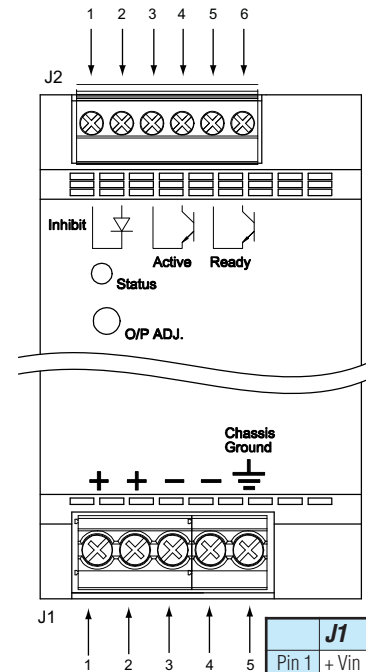 1 2 3 4 5 6
J2
Inhibit
Active Ready
Status
O/P ADJ.
Chassis
Ground
+ + − −
J1
1 2 3 4 5
J1
Pin 1 + Vin